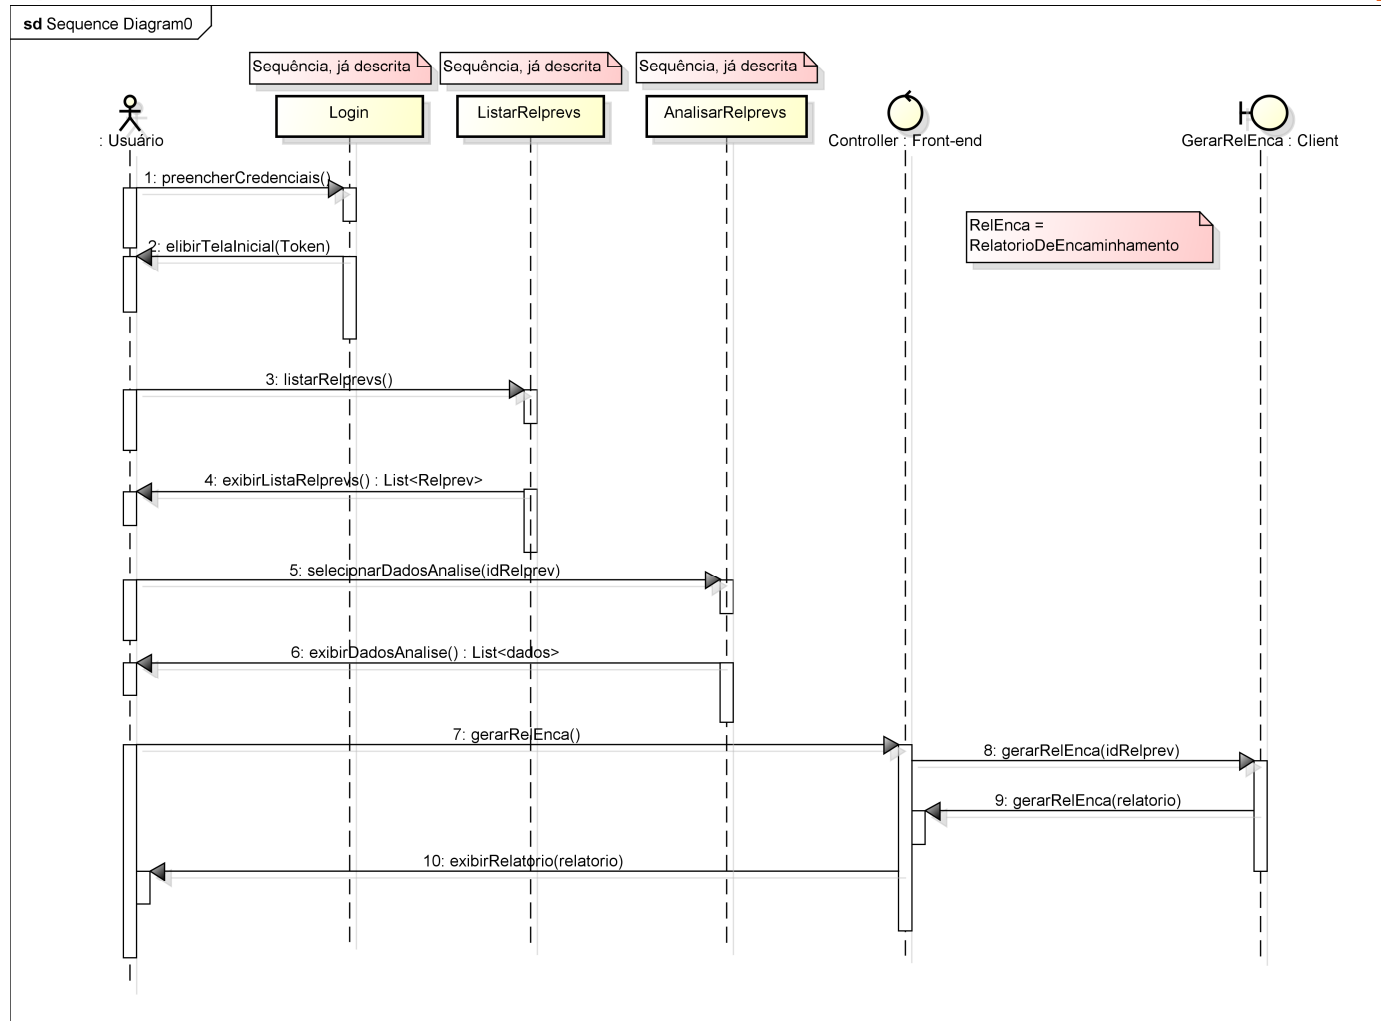 sd Sequence Diagram0
Sequência, já descrita
Sequência, já descrita
Sequência, já descrita
Login
ListarRelprevs
AnalisarRelprevs
: Usuário
Controller : Front-end
GerarRelEnca : Client
1: preencherCredenciais()
RelEnca =
RelatorioDeEncaminhamento
2: elibirTelaInicial(Token)
3: listarRelprevs()
4: exibirListaRelprevs() : List<Relprev>
5: selecionarDadosAnalise(idRelprev)
6: exibirDadosAnalise() : List<dados>
7: gerarRelEnca()
8: gerarRelEnca(idRelprev)
9: gerarRelEnca(relatorio)
10: exibirRelatório(relatorio)